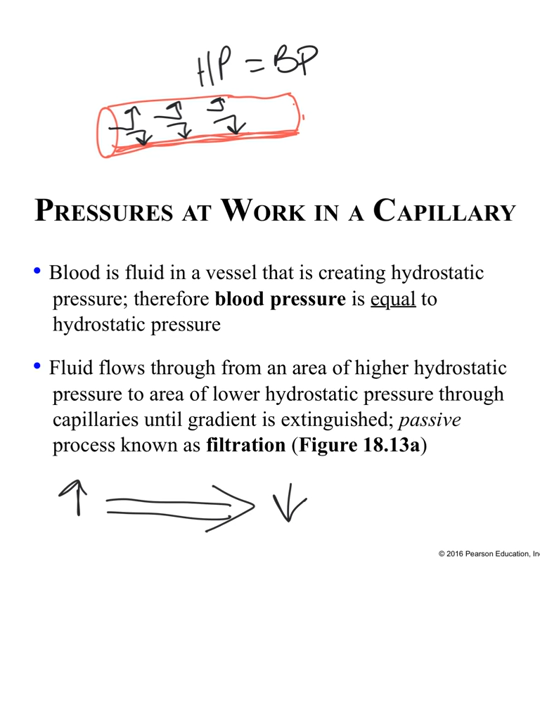 HP = BP
PRESSURES AT WORK IN A CAPILLARY
• Blood is fluid in a vessel that is creating hydrostatic
pressure; therefore blood pressure is equal to
hydrostatic pressure
• Fluid flows through from an area of higher hydrostatic
pressure to area of lower hydrostatic pressure through
capillaries until gradient is extinguished; passive
process known as filtration (Figure 18.13a)
© 2016 Pearson Education, In